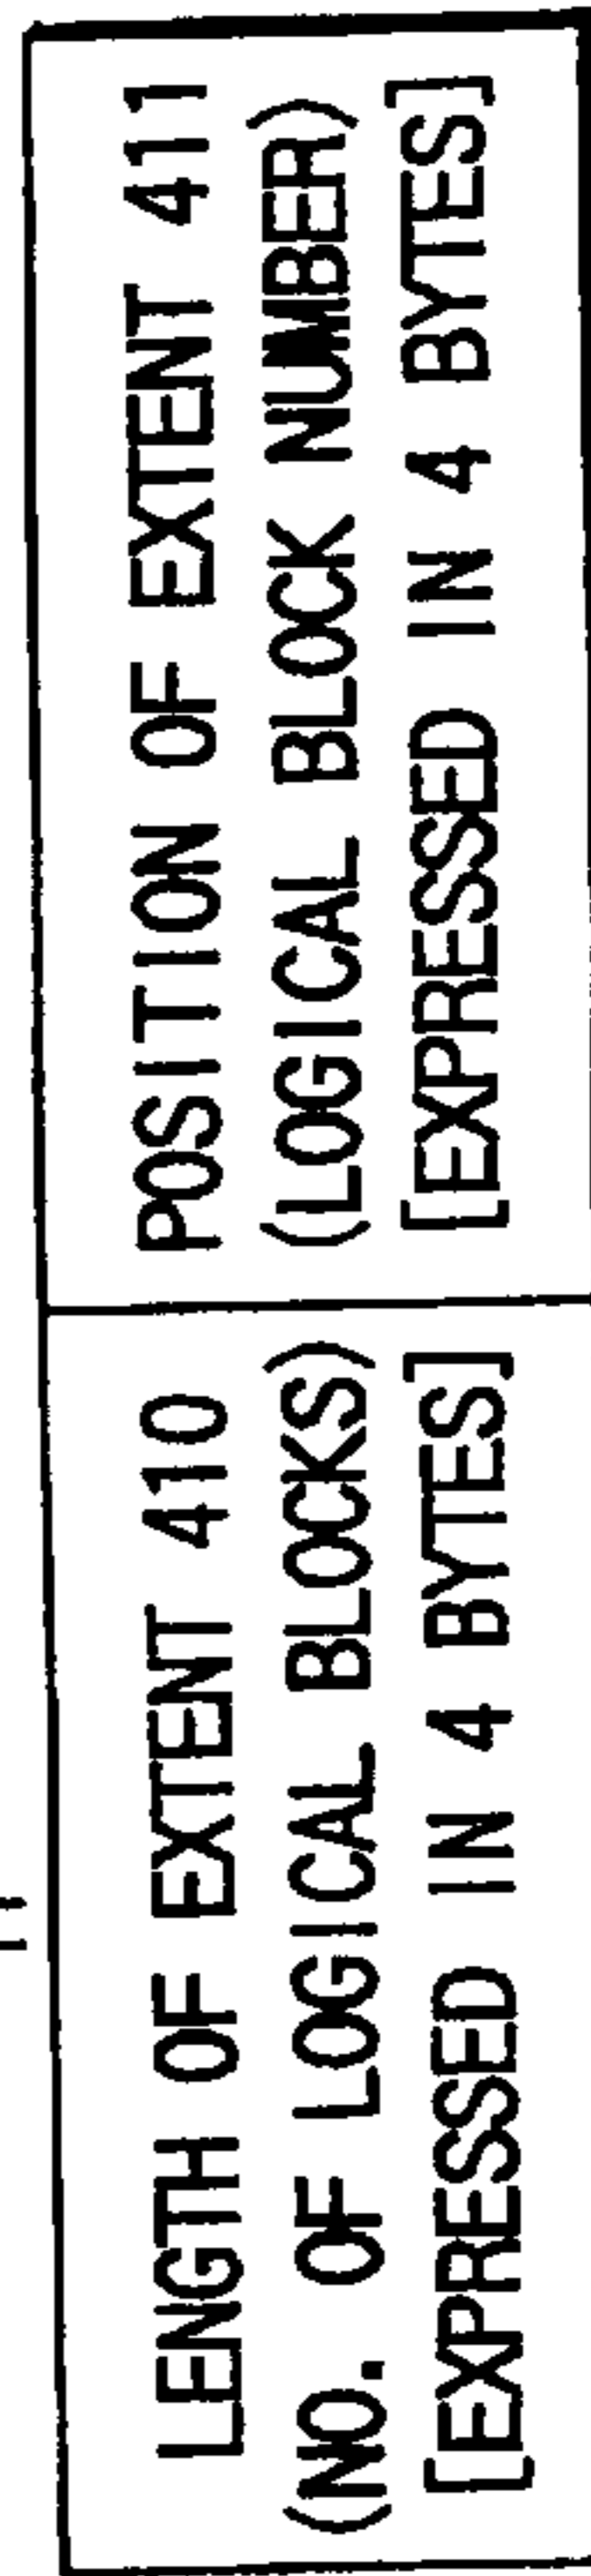 LENGTH OF EXTENT 410
(NO. OF LOGICAL BLOCKS)
[EXPRESSED IN 4 BYTES]
POSITION OF EXTENT 411
(LOGICAL BLOCK NUMBER)
[EXPRESSED IN 4 BYTES]